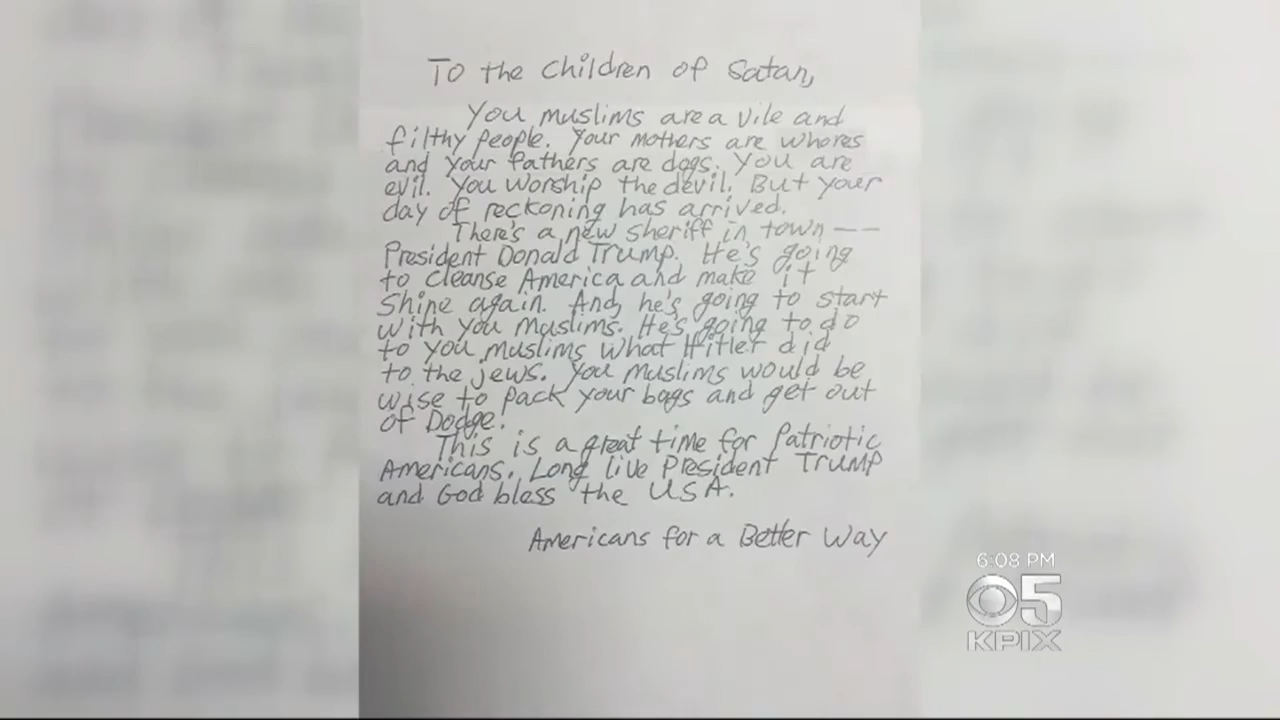 To the Children of Satan,
You muslims are a vile and
filthy people. Your mothers are whores
and your fathers are dogs. You are
evil. You worship the devil. But your
day of reckoning has arrived.
There's a new sheriff in town --
President Donald Trump. He's going
to cleanse America and make it
shine again. And, he's going to start
with you muslims. He's going to do
to you muslims what Hitler did
to the jews. You muslims would be
wise to pack your bags and get out
of Dodge.
This is a great time for Patriotic
Americans. Long live President Trump
and God bless the USA.
Americans for a Better Way
6:08 PM
5
KPIX